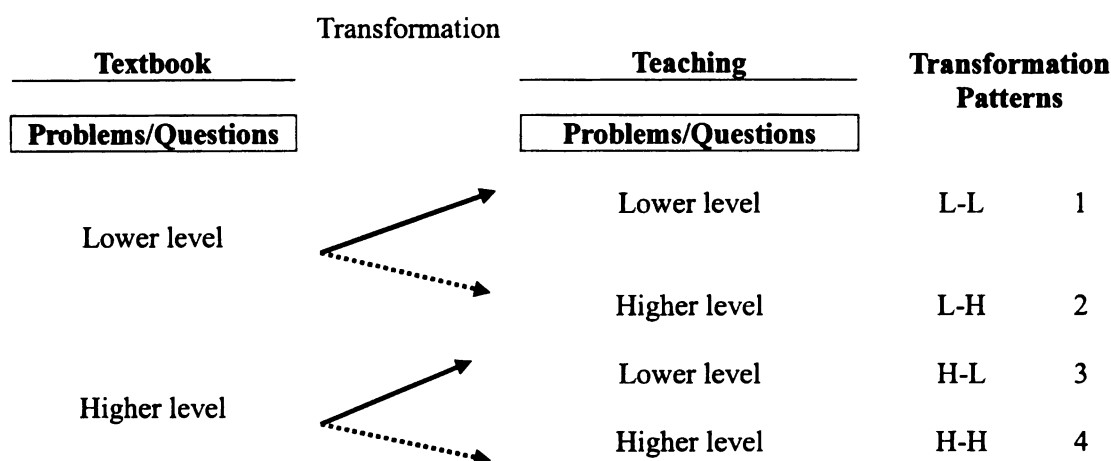 Transformation
Textbook Teaching Transformation
Patterns
Problems/Questions Problems/Questions
Lower level L-L 1
Lower level
Higher level L-H 2
Lower level H-L 3
Higher level
Higher level H-H 4